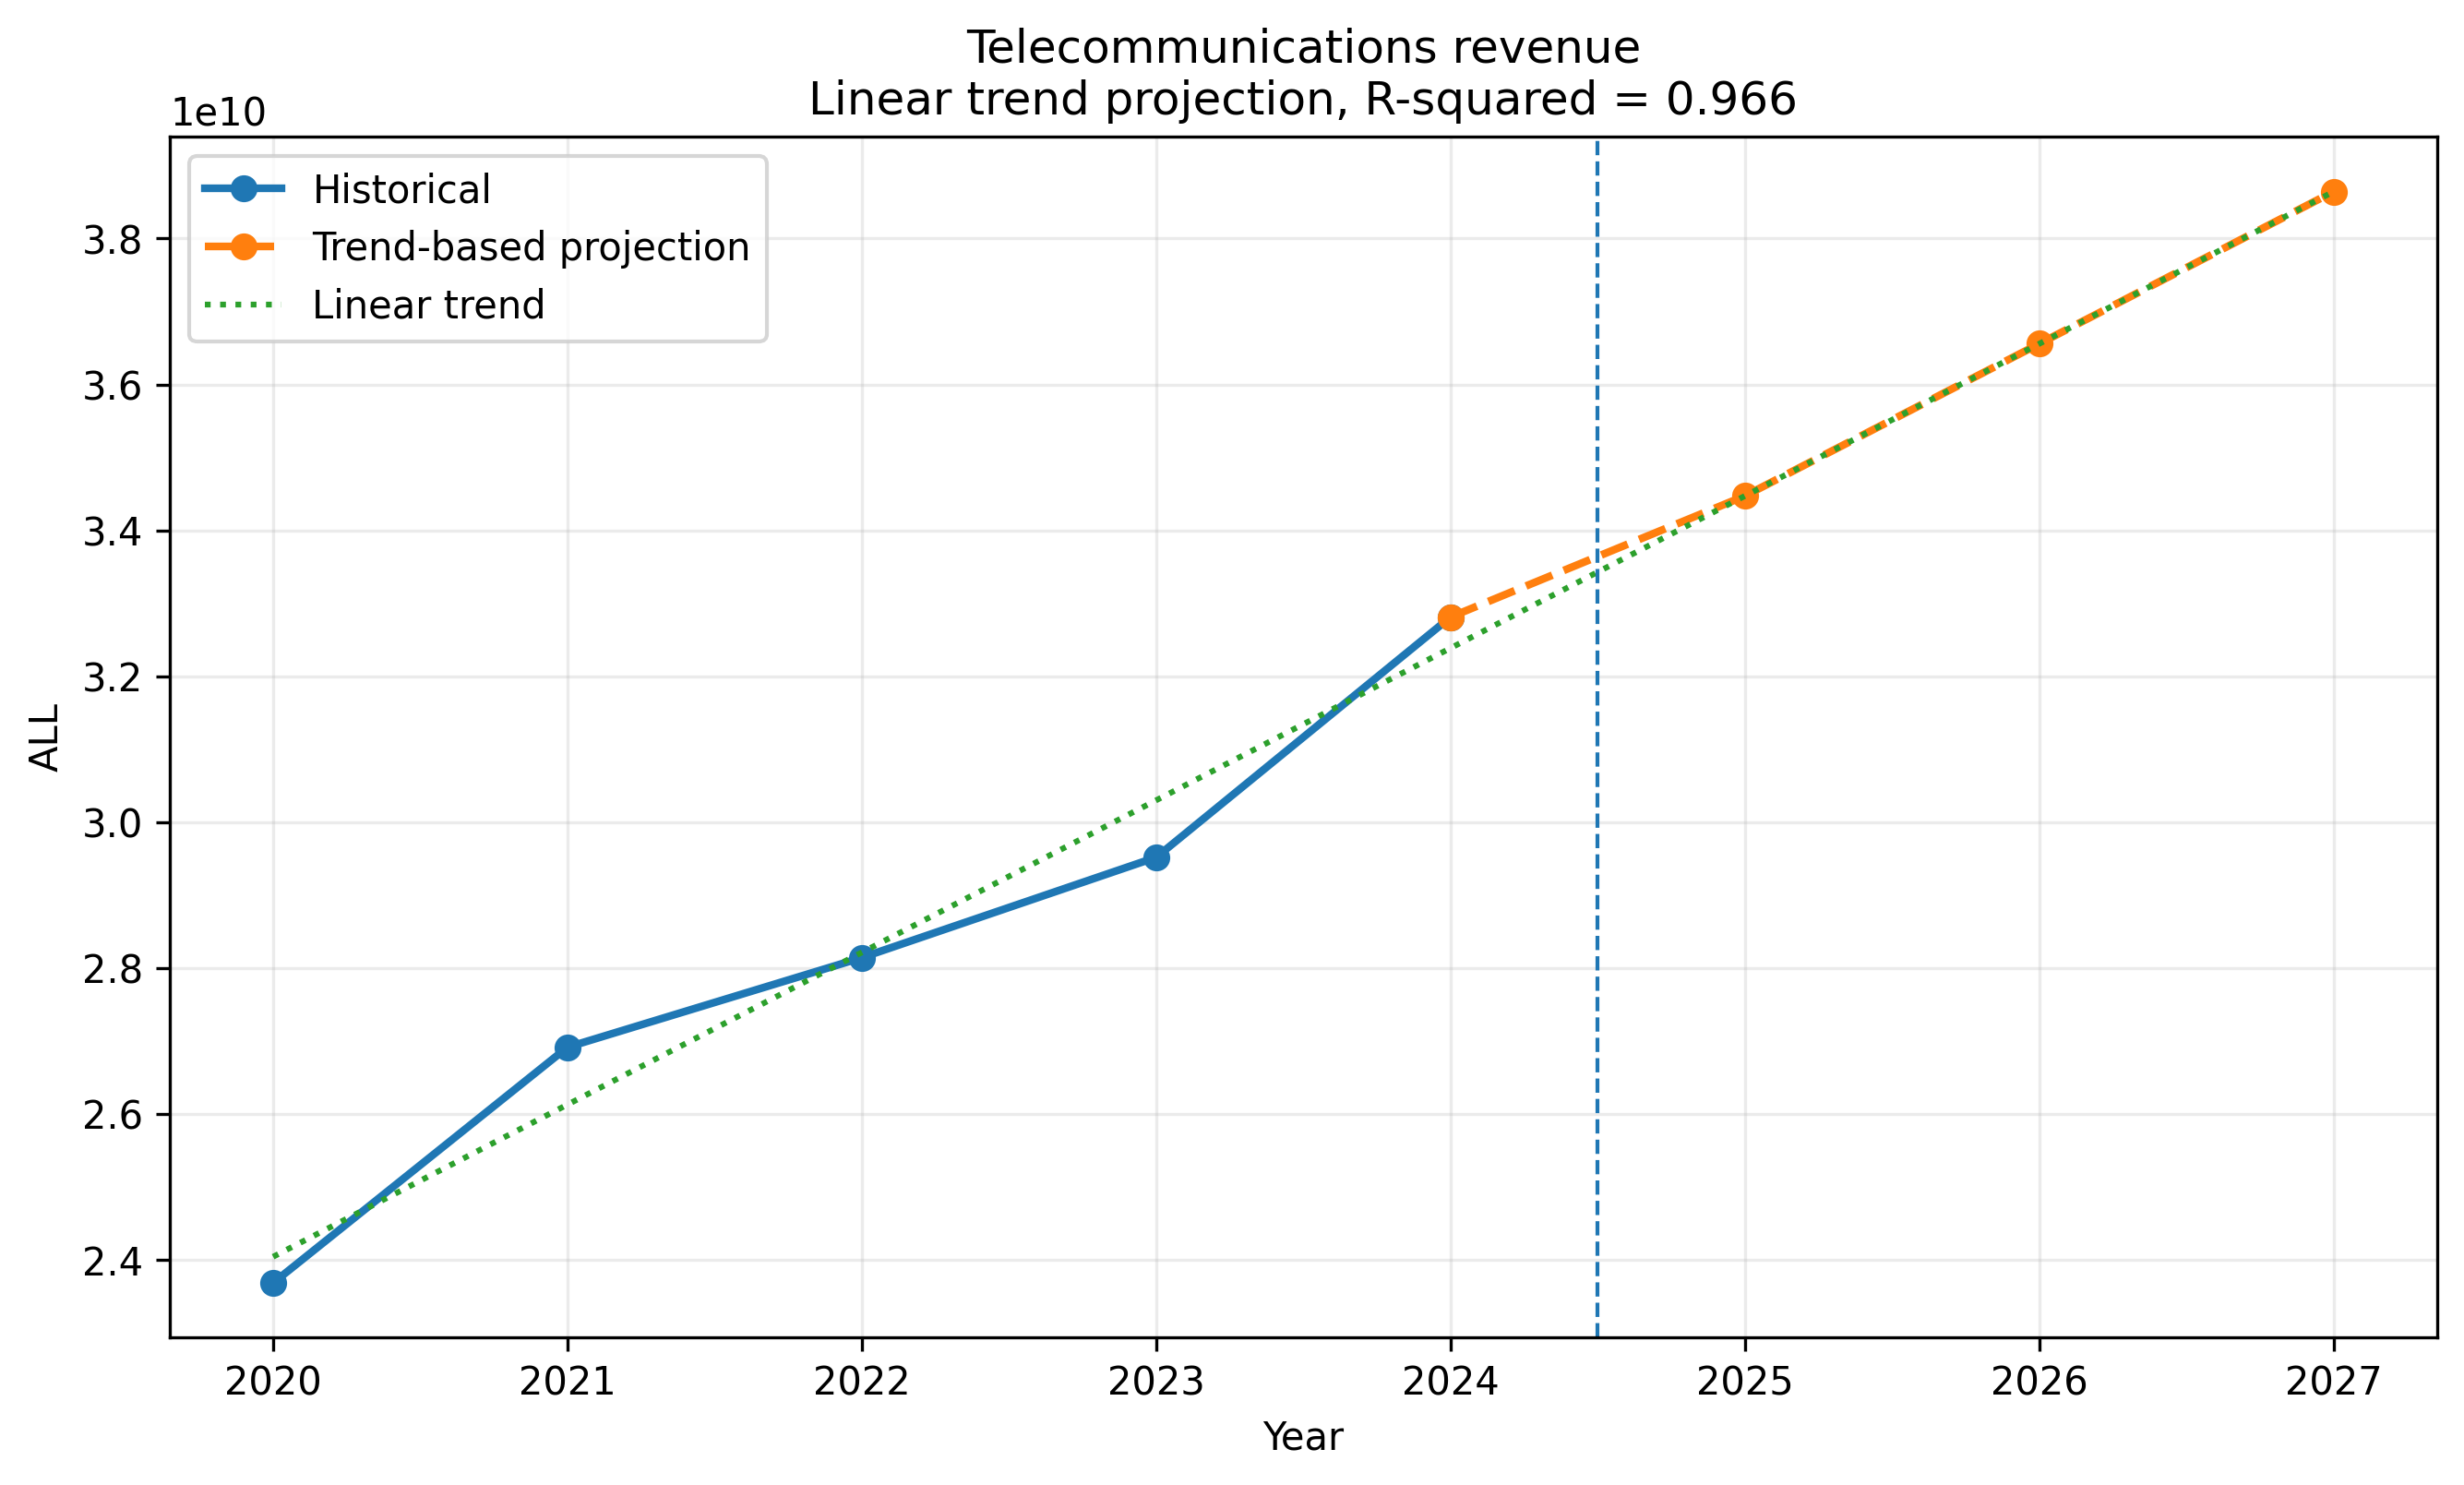 Telecommunications revenue
Linear trend projection, R-squared = 0.966
1e10
Historical
Trend-based projection
Linear trend
3.8
3.6
3.4
3.2
3.0
2.8
2.6
2.4
ALL
2020 2021 2022 2023 2024 2025 2026 2027
Year